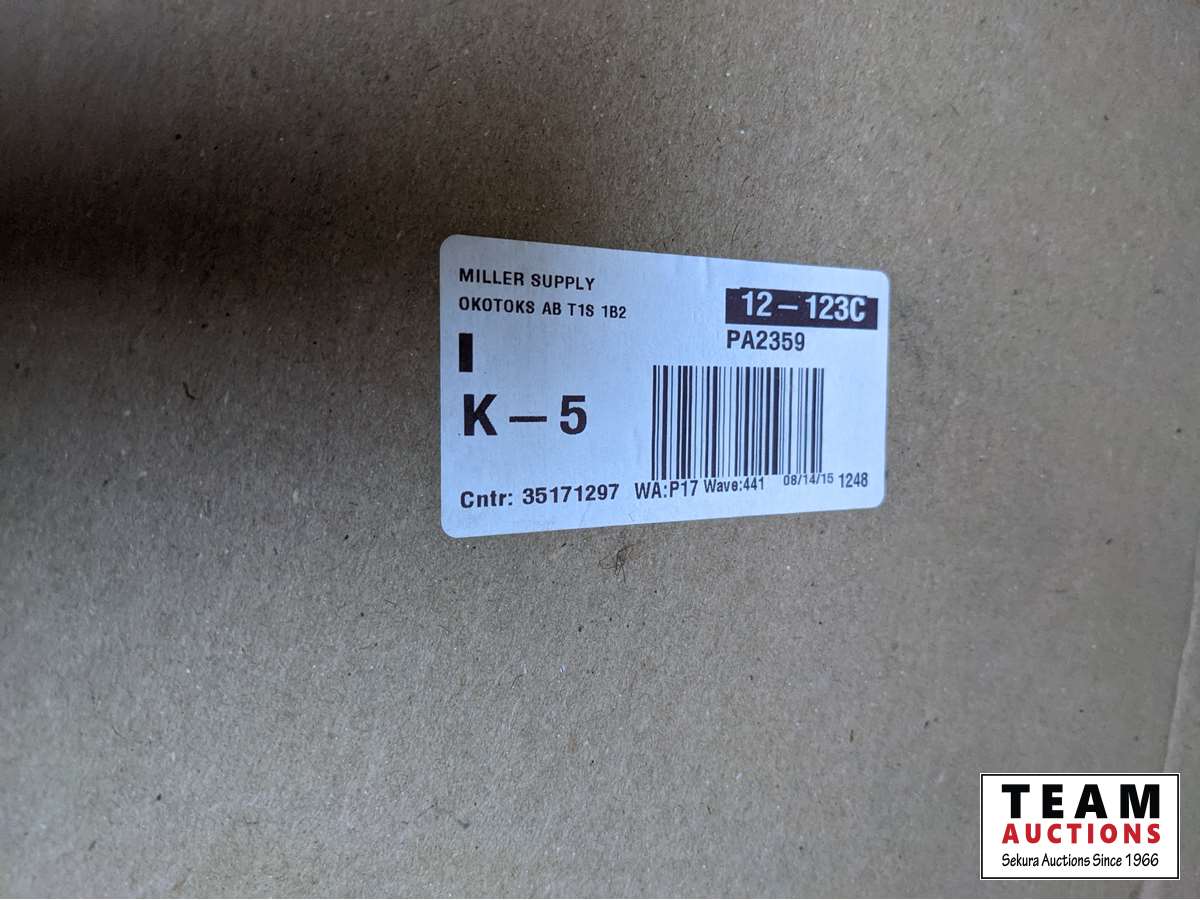 MILLER SUPPLY
OKOTOKS AB T1S 1B2
12-123C
PA2359
I
K-5
Cntr: 35171297 WA:P17 Wave:441 08/14/15 1248
TEAM
AUCTIONS
Sekura Auctions Since 1966